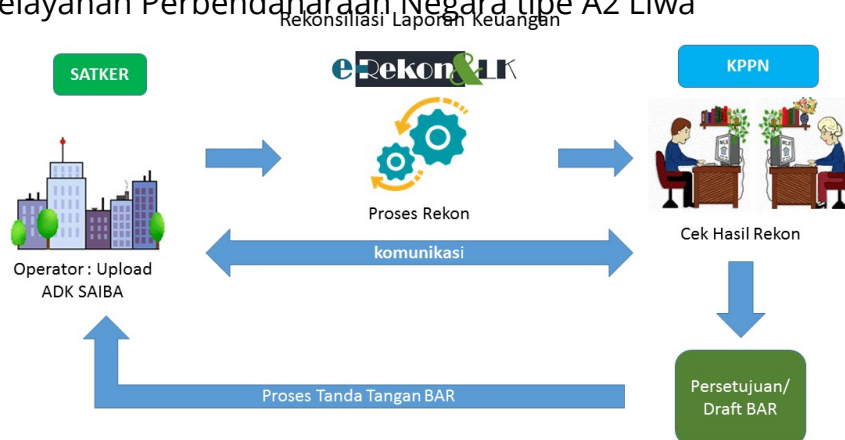 elayanan Perbendaharaan Negara tipe A2 Liwa
Rekonsiliasi Laporan Keuangan
SATKER
e-Rekon&LK
KPPN
Proses Rekon
Cek Hasil Rekon
komunikasi
Operator : Upload
ADK SAIBA
Proses Tanda Tangan BAR
Persetujuan/
Draft BAR